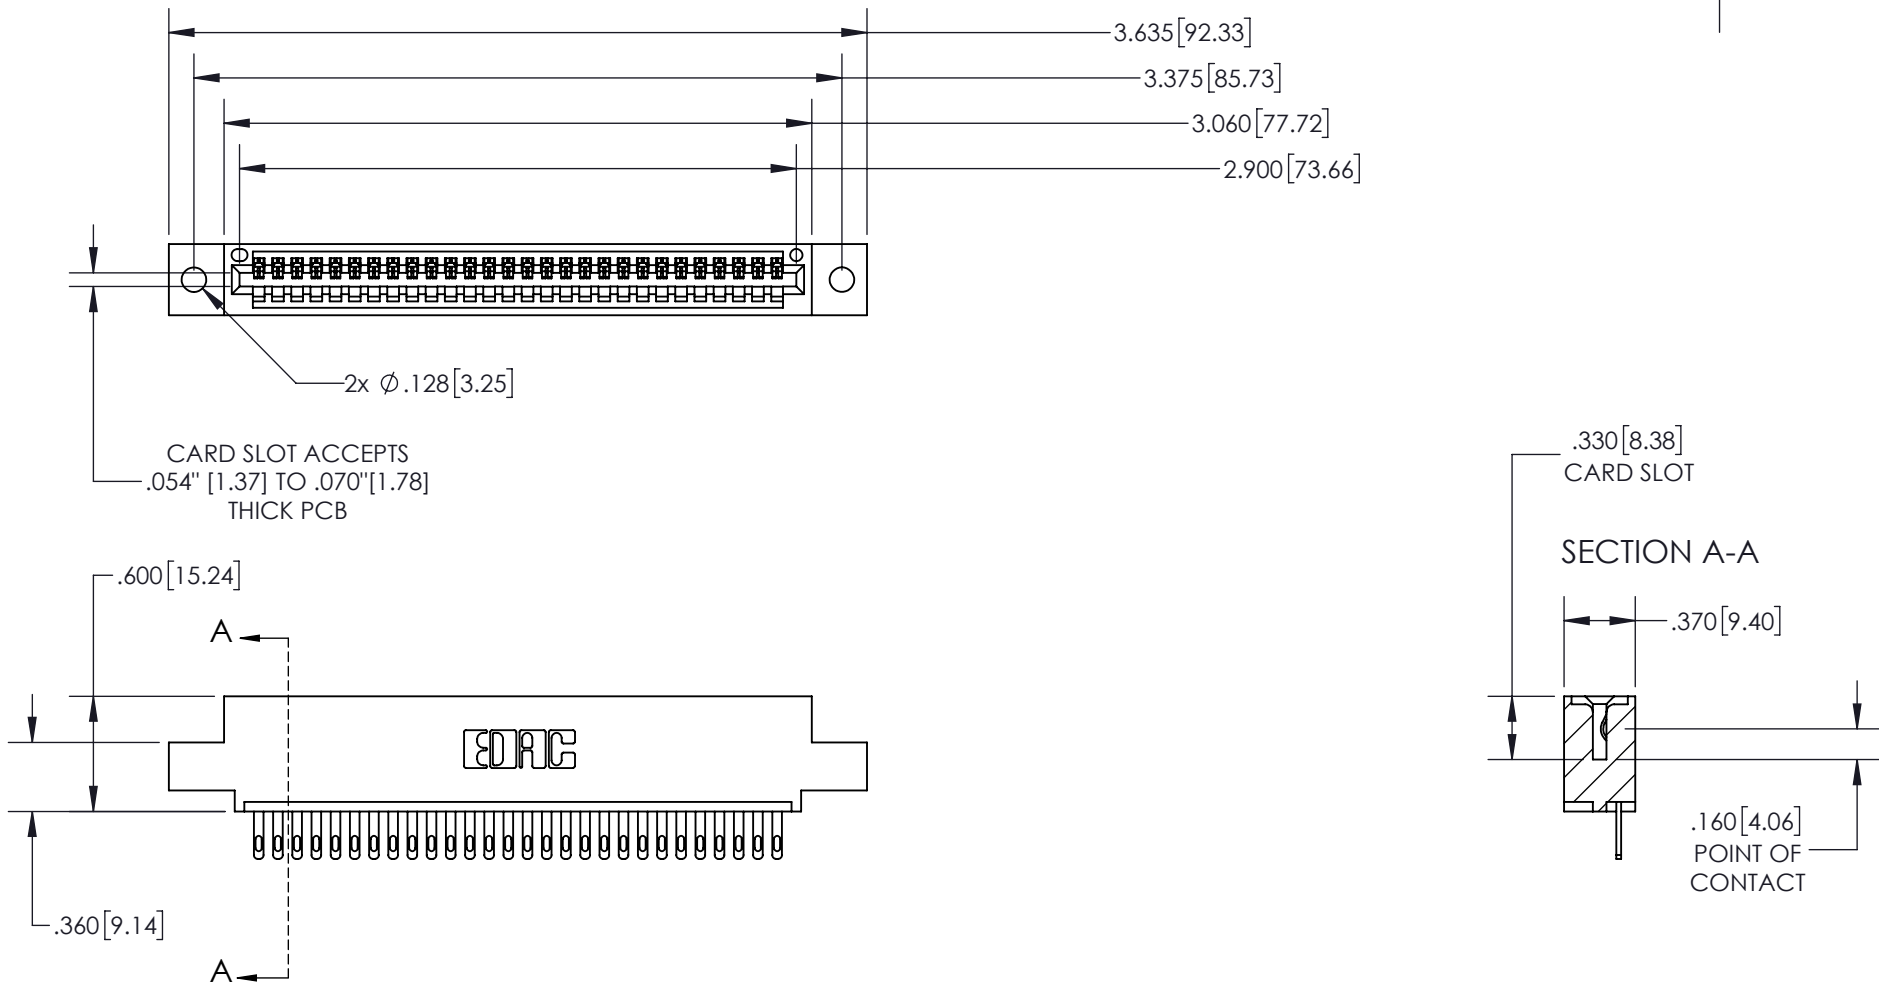 3.635[92.33]
3.375[85.73]
3.060[77.72]
2.900[73.66]
2x Ø.128[3.25]
CARD SLOT ACCEPTS
.054" [1.37] TO .070"[1.78]
THICK PCB
.330[8.38]
CARD SLOT
SECTION A-A
.600[15.24]
.370[9.40]
A
EDAC
.160[4.06]
POINT OF
CONTACT
.360[9.14]
A